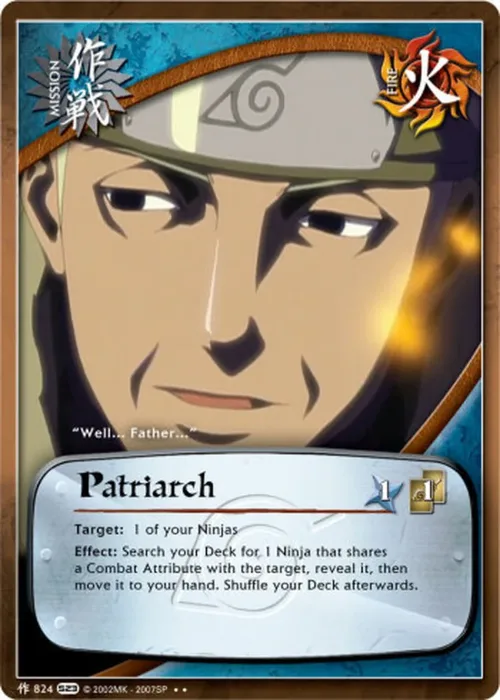 MISSION
作戦
FIRE
火
"Well... Father..."
Patriarch
1 1
Target: 1 of your Ninjas
Effect: Search your Deck for 1 Ninja that shares
a Combat Attribute with the target, reveal it, then
move it to your hand. Shuffle your Deck afterwards.
作 824 S23 © 2002MK - 2007SP